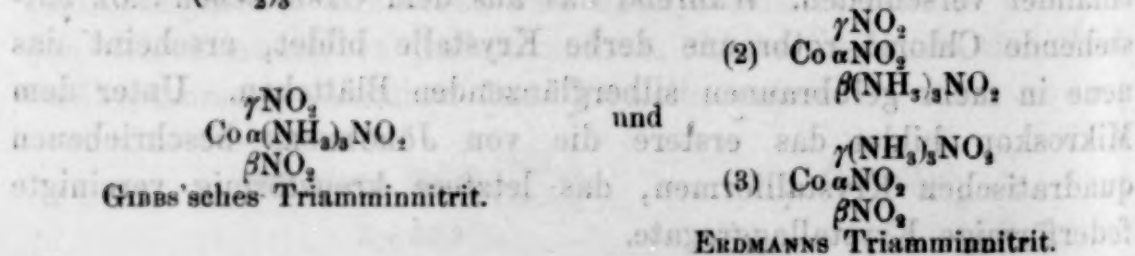 γNO₂
(2) Co αNO₂
β(NH₃)₃NO₂
γNO₂
Co α(NH₃)₃NO₂
βNO₂
GIBBS'sches Triamminnitrit.
und
γ(NH₃)₃NO₂
(3) Co αNO₂
βNO₂
ERDMANNS Triamminnitrit.